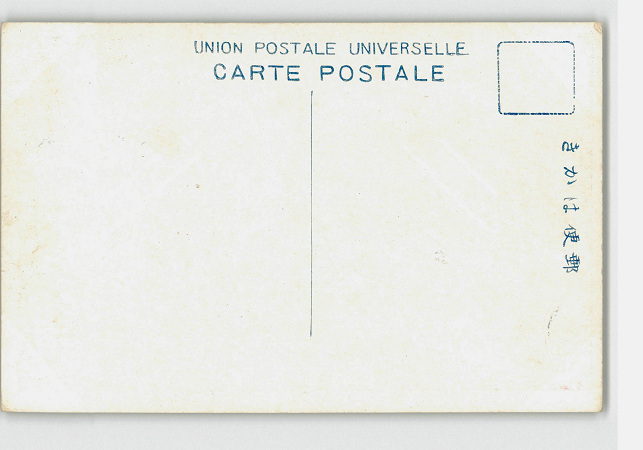 UNION POSTALE UNIVERSELLE
CARTE POSTALE
郵便はかき